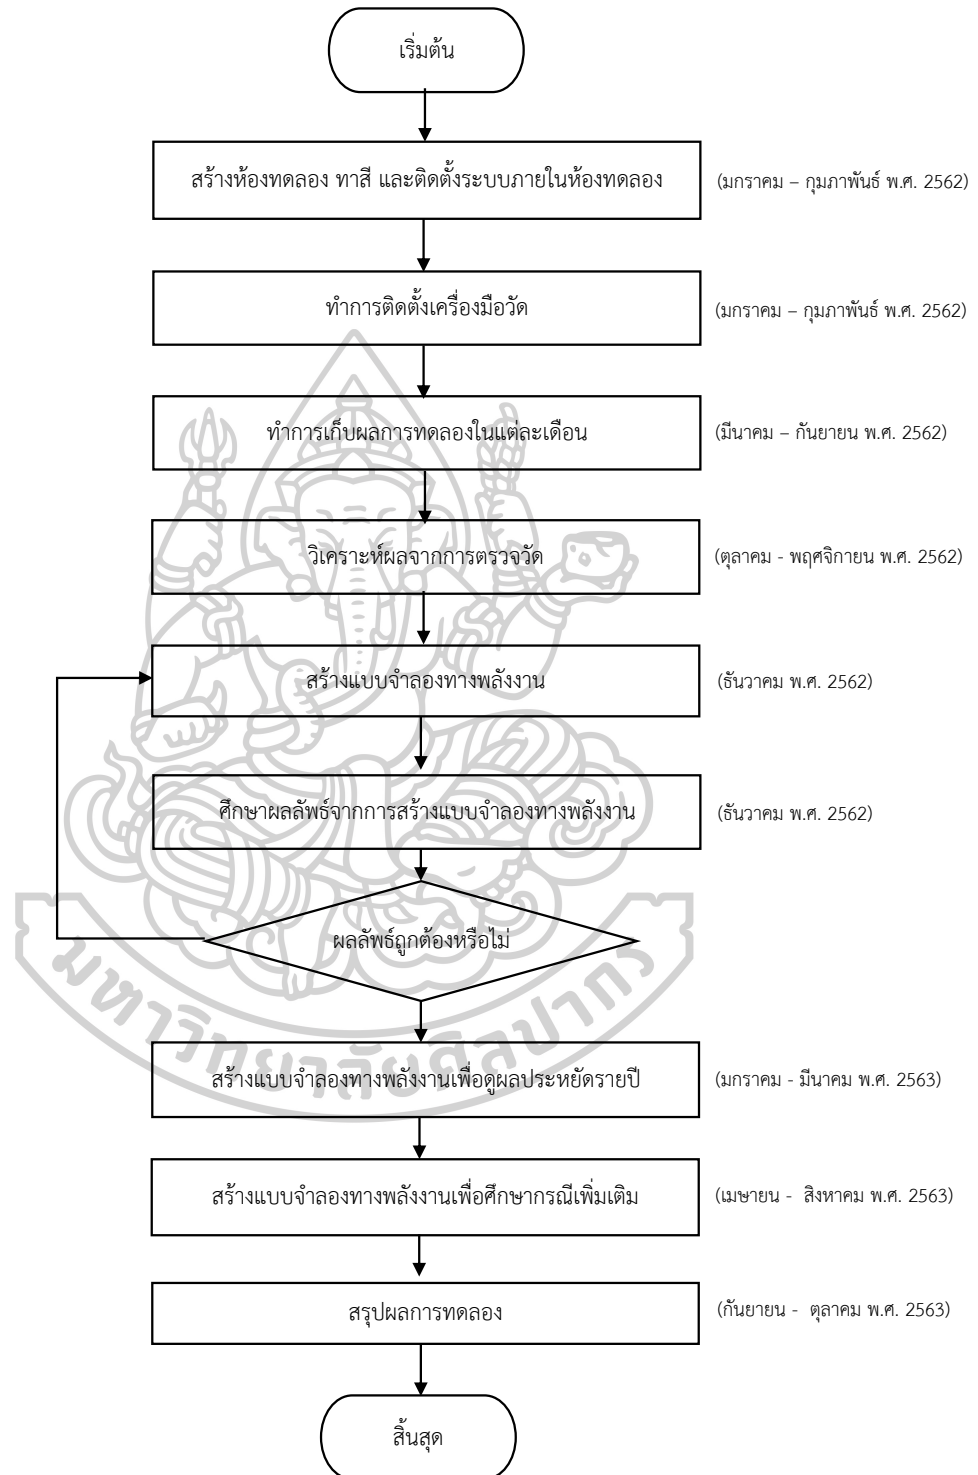 เริ่มต้น
สร้างห้องทดลอง ทาสี และติดตั้งระบบภายในห้องทดลอง (มกราคม – กุมภาพันธ์ พ.ศ. 2562)
ทำการติดตั้งเครื่องมือวัด (มกราคม – กุมภาพันธ์ พ.ศ. 2562)
ทำการเก็บผลการทดลองในแต่ละเดือน (มีนาคม – กันยายน พ.ศ. 2562)
วิเคราะห์ผลจากการตรวจวัด (ตุลาคม - พฤศจิกายน พ.ศ. 2562)
สร้างแบบจำลองทางพลังงาน (ธันวาคม พ.ศ. 2562)
ศึกษาผลลัพธ์จากการสร้างแบบจำลองทางพลังงาน (ธันวาคม พ.ศ. 2562)
ผลลัพธ์ถูกต้องหรือไม่
มหาวิทยาลัยศิลปากร
สร้างแบบจำลองทางพลังงานเพื่อดูผลประหยัดรายปี (มกราคม - มีนาคม พ.ศ. 2563)
สร้างแบบจำลองทางพลังงานเพื่อศึกษากรณีเพิ่มเติม (เมษายน - สิงหาคม พ.ศ. 2563)
สรุปผลการทดลอง (กันยายน - ตุลาคม พ.ศ. 2563)
สิ้นสุด